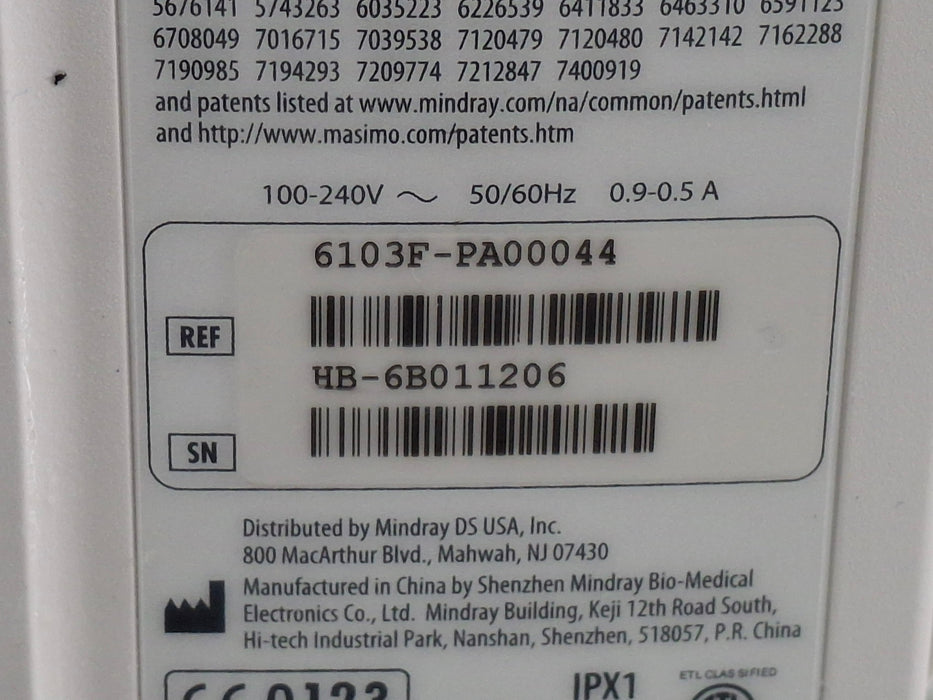 5676141 5743263 6035223 6226539 6411833 6463310 6591123
6708049 7016715 7039538 7120479 7120480 7142142 7162288
7190985 7194293 7209774 7212847 7400919
and patents listed at www.mindray.com/na/common/patents.html
and http://www.masimo.com/patents.htm
100-240V ～ 50/60Hz 0.9-0.5 A
6103F-PA00044
REF
HB-6B011206
SN
Distributed by Mindray DS USA, Inc.
800 MacArthur Blvd., Mahwah, NJ 07430
Manufactured in China by Shenzhen Mindray Bio-Medical
Electronics Co., Ltd. Mindray Building, Keji 12th Road South,
Hi-tech Industrial Park, Nanshan, Shenzhen, 518057, P.R. China
CE 0123
IPX1
ETL CLASSIFIED